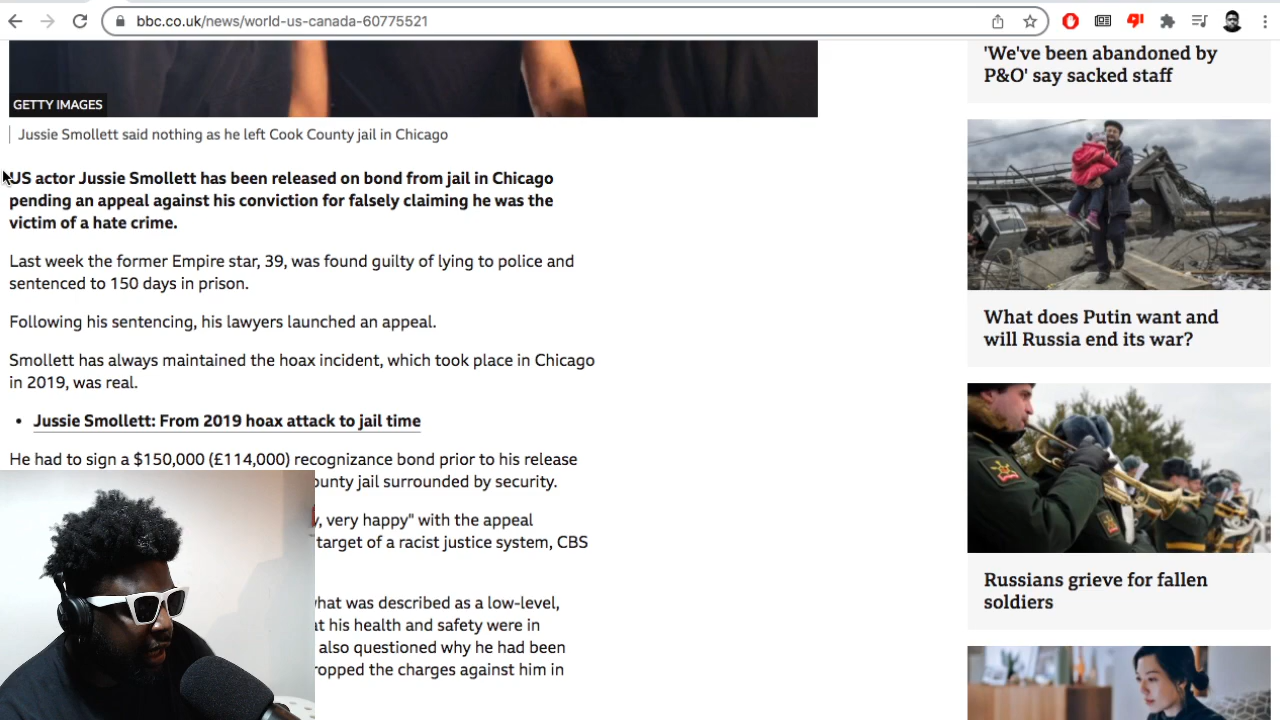 bbc.co.uk/news/world-us-canada-60775521
GETTY IMAGES
Jussie Smollett said nothing as he left Cook County jail in Chicago
US actor Jussie Smollett has been released on bond from jail in Chicago
pending an appeal against his conviction for falsely claiming he was the
victim of a hate crime.
Last week the former Empire star, 39, was found guilty of lying to police and
sentenced to 150 days in prison.
Following his sentencing, his lawyers launched an appeal.
Smollett has always maintained the hoax incident, which took place in Chicago
in 2019, was real.
• Jussie Smollett: From 2019 hoax attack to jail time
He had to sign a $150,000 (£114,000) recognizance bond prior to his release
ounty jail surrounded by security.
, very happy" with the appeal
target of a racist justice system, CBS
what was described as a low-level,
at his health and safety were in
also questioned why he had been
ropped the charges against him in
'We've been abandoned by
P&O' say sacked staff
What does Putin want and
will Russia end its war?
Russians grieve for fallen
soldiers